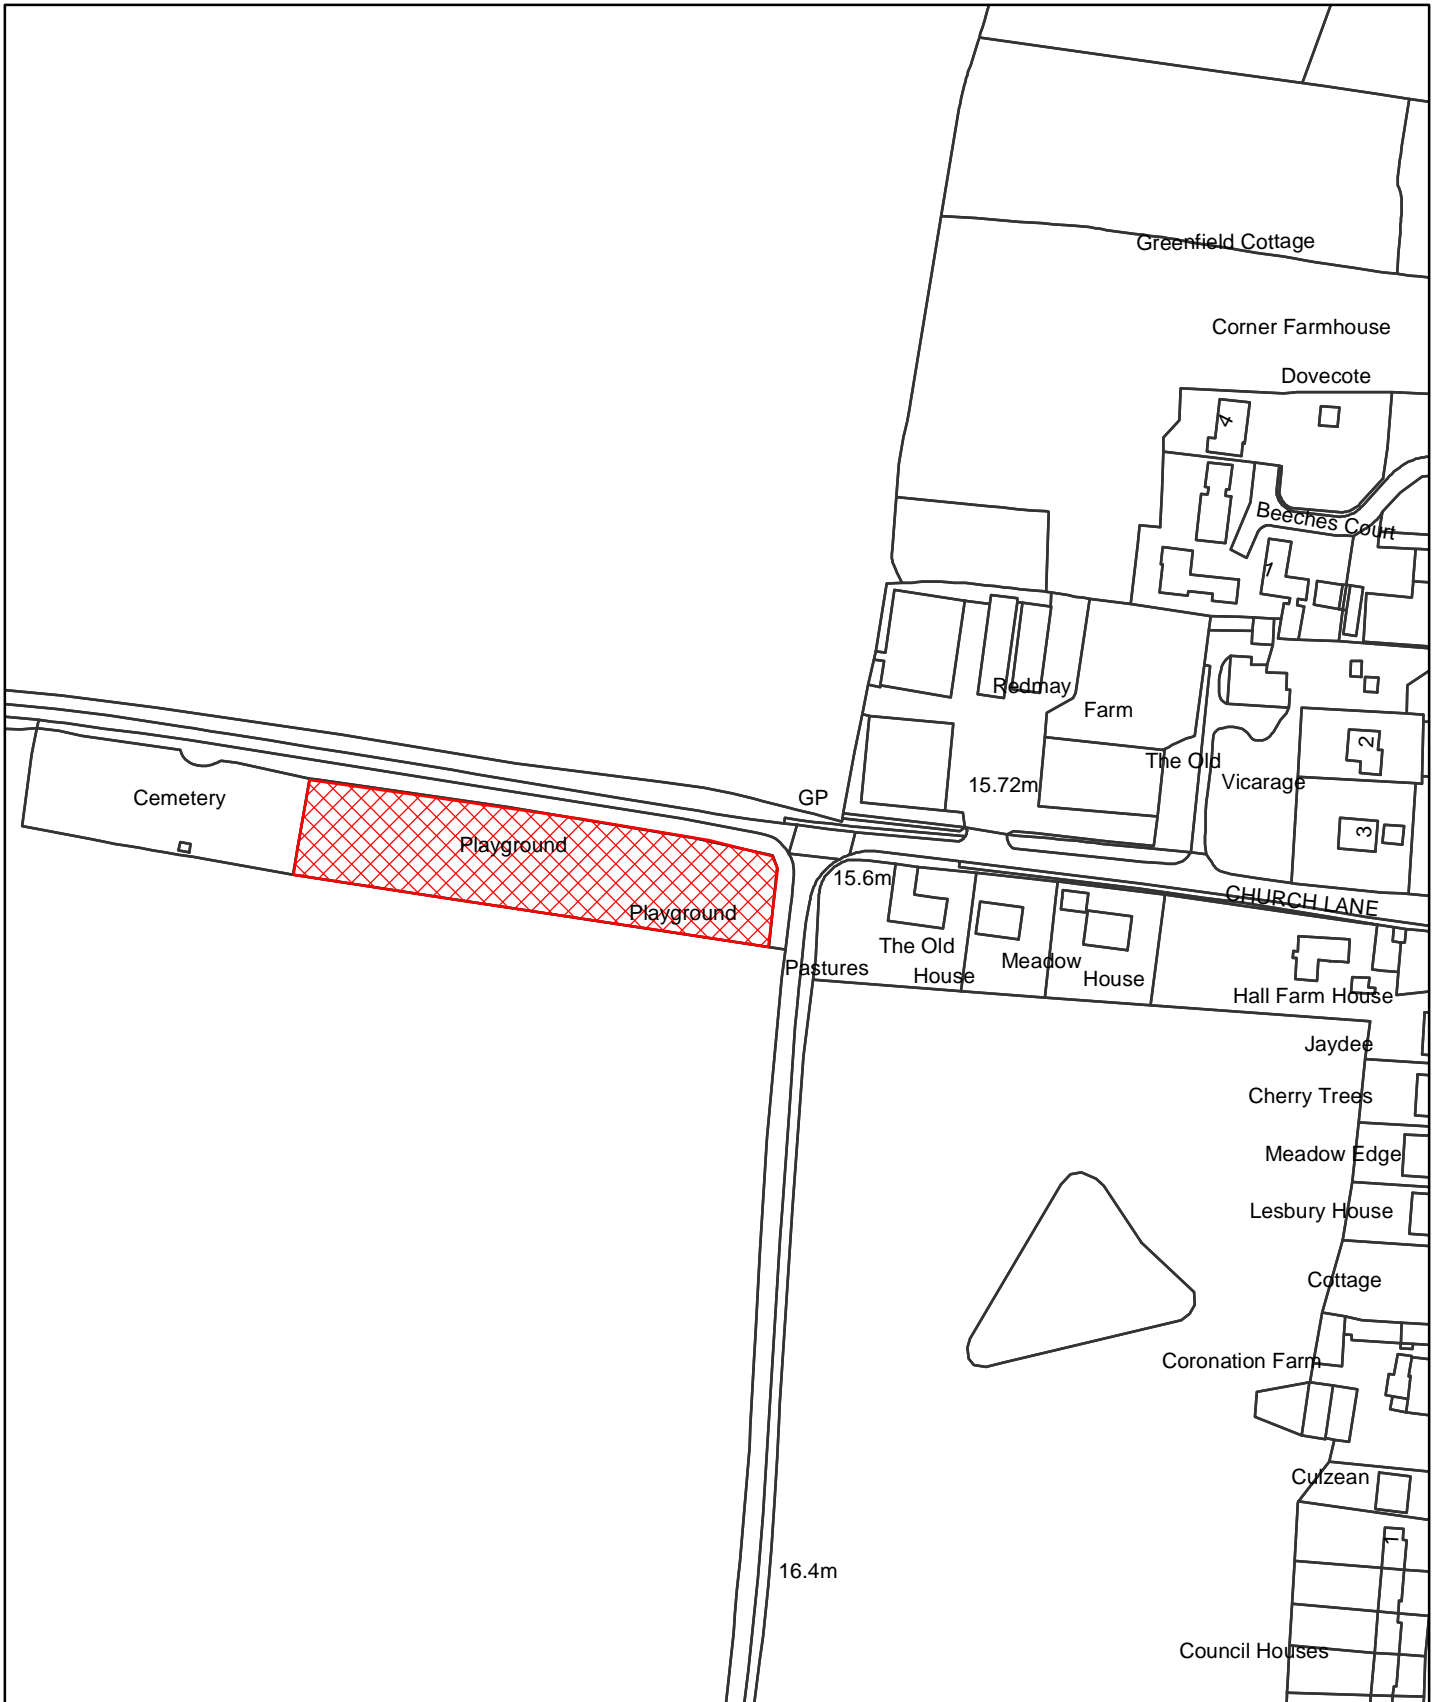 Greenfield Cottage
Corner Farmhouse
Dovecote
4
Beeches Court
1
Redmay
Farm
2
The Old
Vicarage
15.72m
GP
Cemetery
3
Playground
15.6m
CHURCH LANE
Playground
The Old
Meadow
Pastures
House
House
Hall Farm House
Jaydee
Cherry Trees
Meadow Edge
Lesbury House
Cottage
Coronation Farm
Culzean
1
16.4m
Council Houses